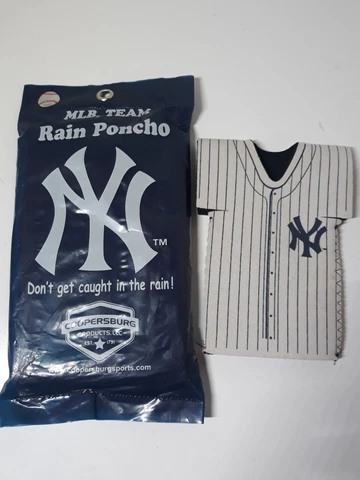 MLB. TEAM
Rain Poncho
NY
TM
Don't get caught in the rain!
COOPERSBURG
PRODUCTS, LLC
EST. 1791
coopersburgsports.com
NY